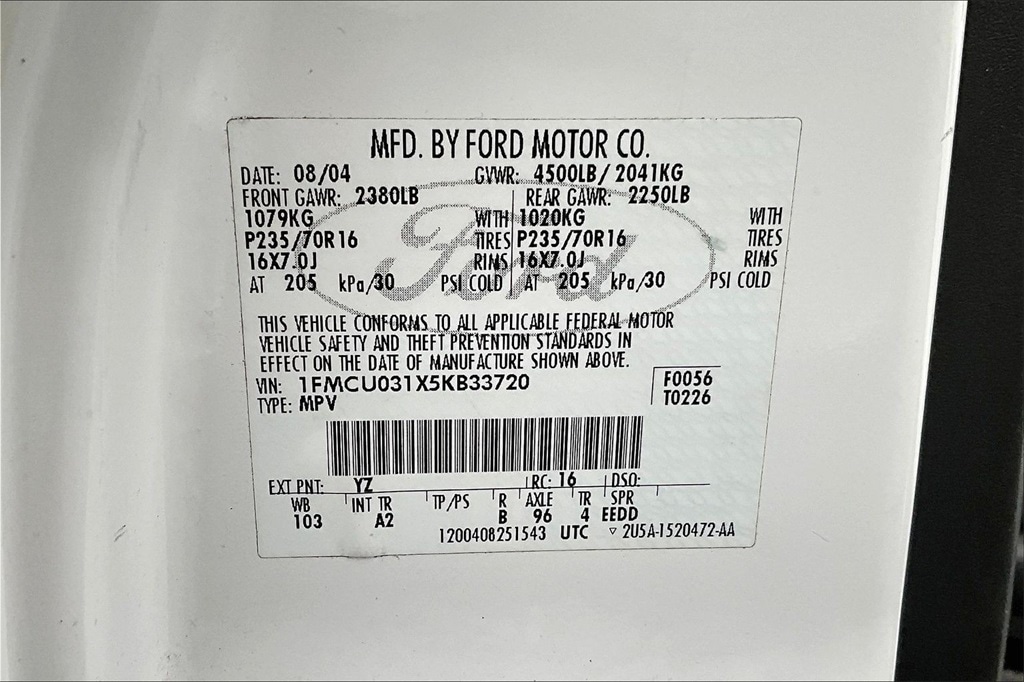 MFD. BY FORD MOTOR CO.
DATE: 08/04 GVWR: 4500LB/ 2041KG
FRONT GAWR: 2380LB REAR GAWR: 2250LB
1079KG WITH 1020KG WITH
P235/70R16 TIRES P235/70R16 TIRES
16X7.0J RIMS 16X7.0J RIMS
AT 205 kPa/30 PSI COLD AT 205 kPa/30 PSI COLD
Ford
THIS VEHICLE CONFORMS TO ALL APPLICABLE FEDERAL MOTOR
VEHICLE SAFETY AND THEFT PREVENTION STANDARDS IN
EFFECT ON THE DATE OF MANUFACTURE SHOWN ABOVE.
VIN: 1FMCU031X5KB33720 F0056
TYPE: MPV T0226
EXT PNT: YZ RC: 16 DSO:
WB INT TR TP/PS R AXLE TR SPR
103 A2 B 96 4 EEDD
1200408251543 UTC ▽ 2U5A-1520472-AA